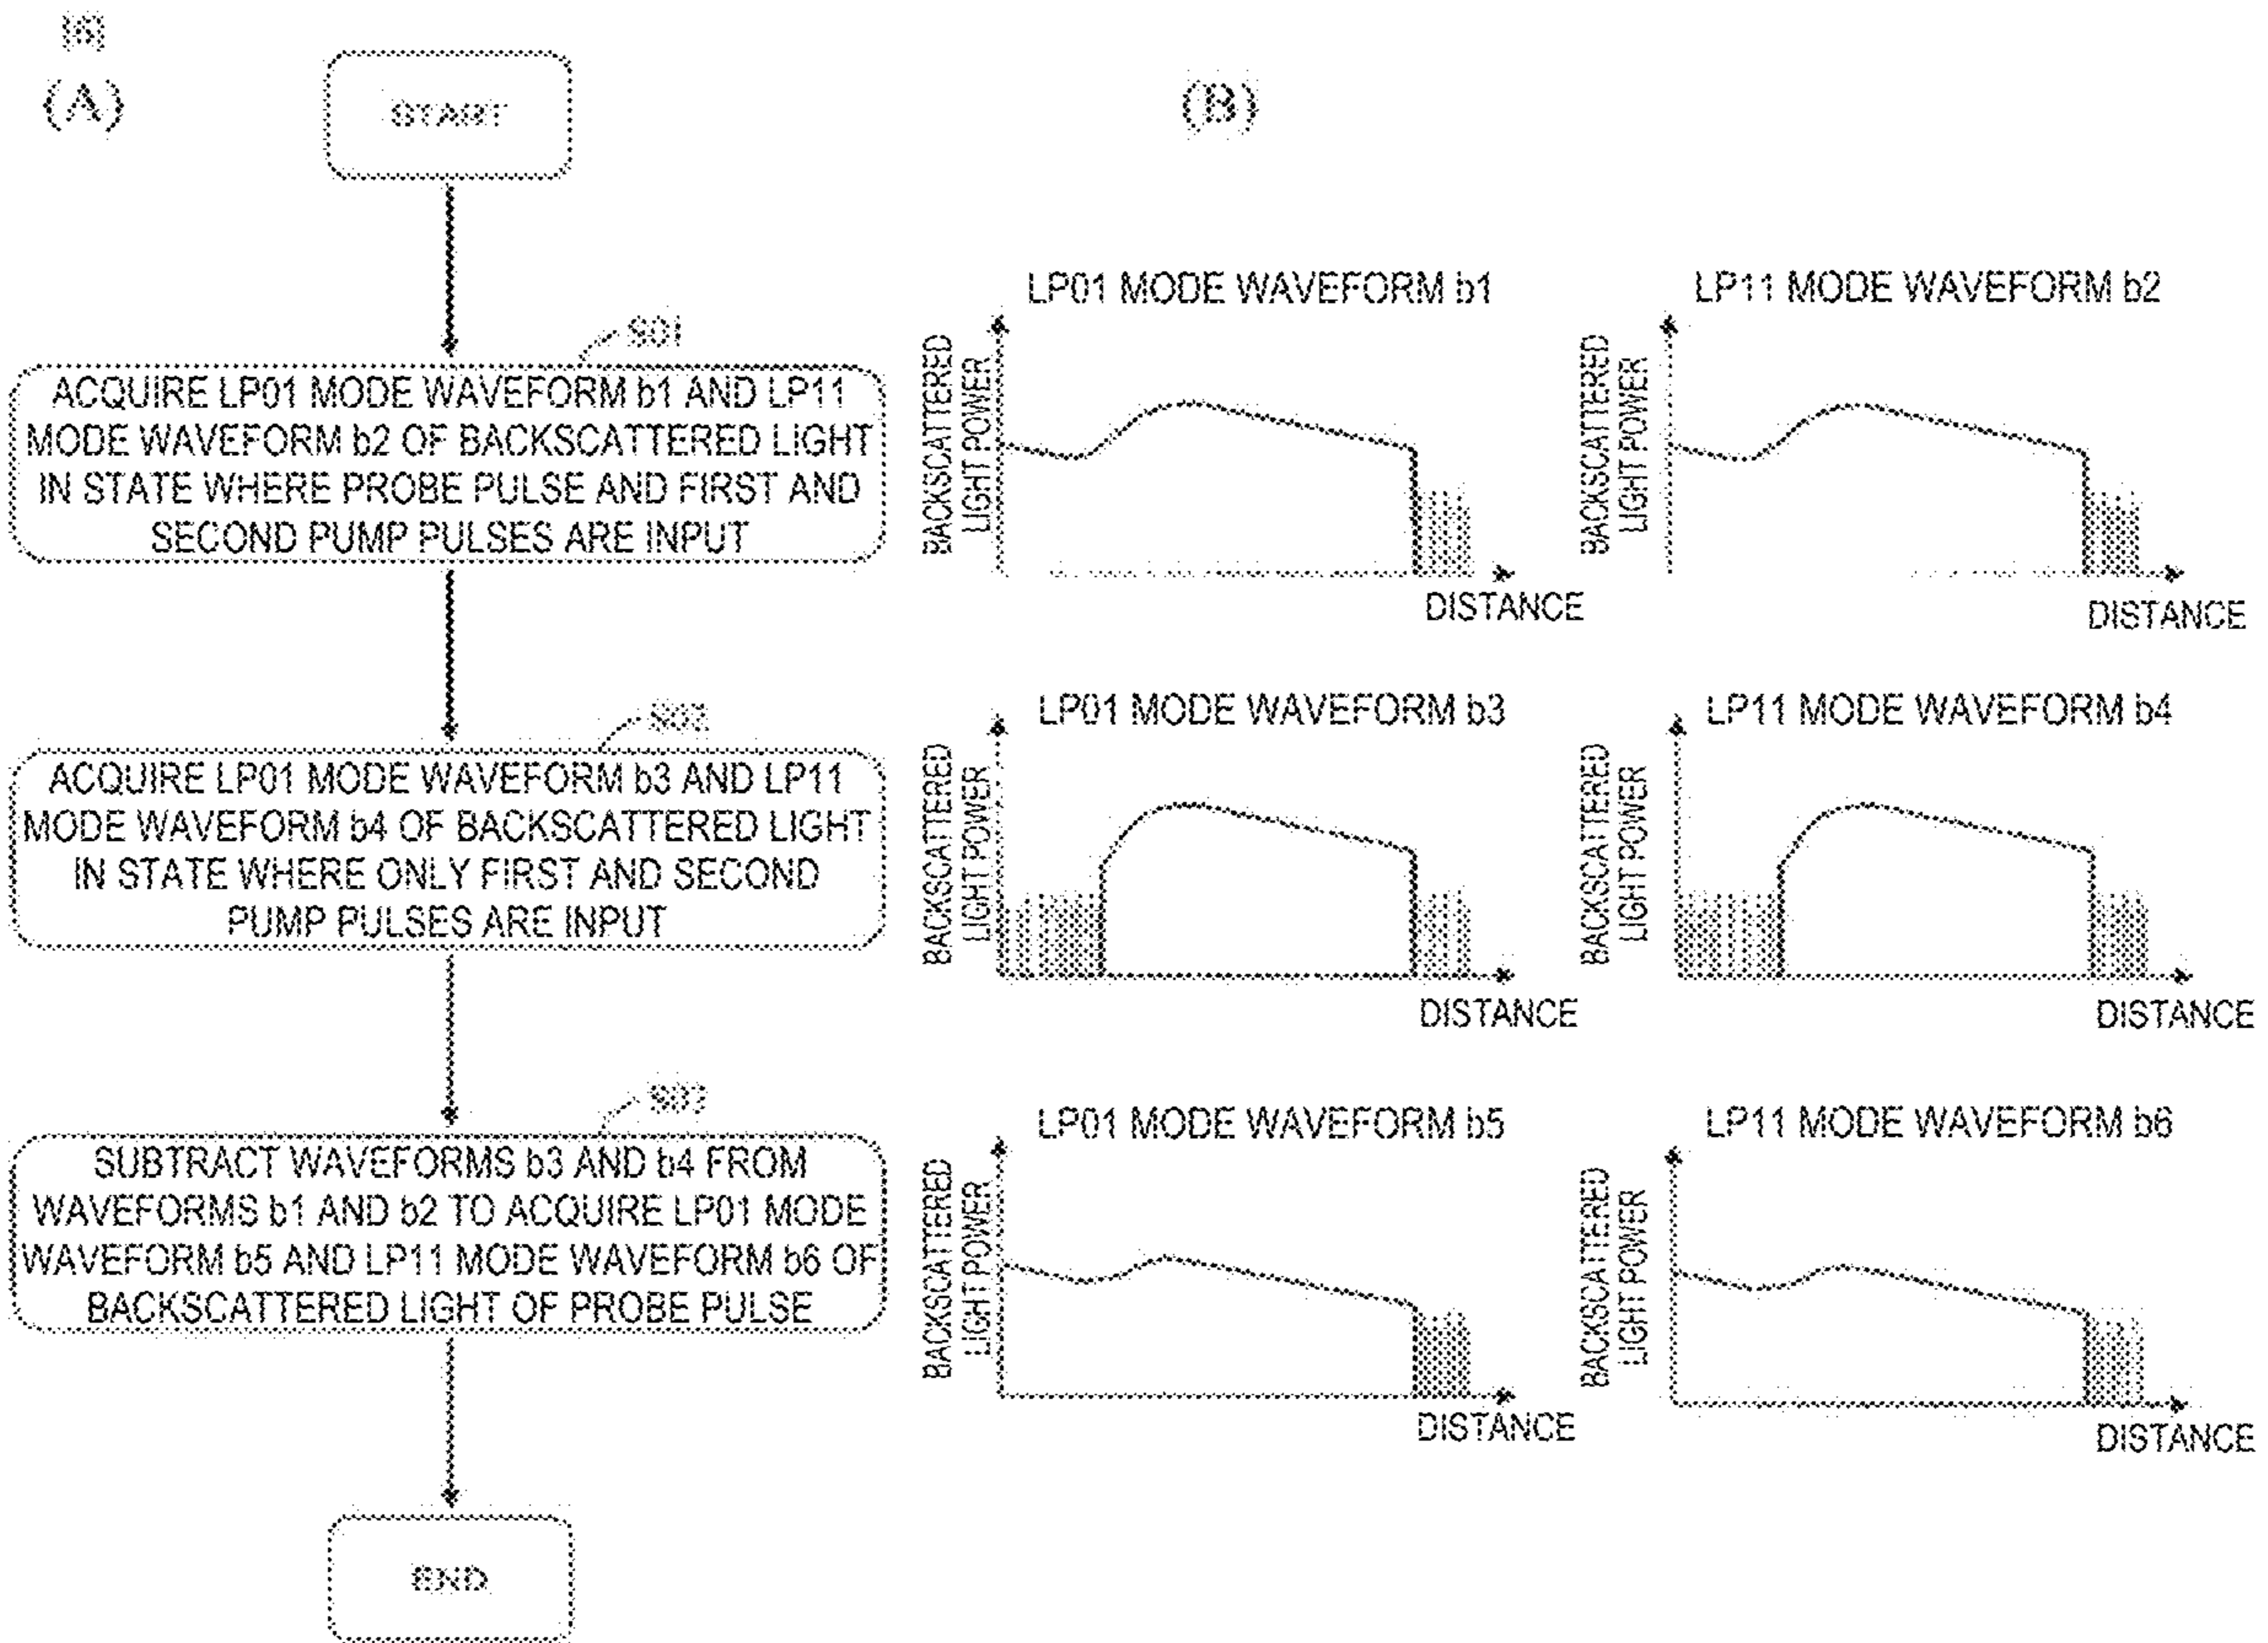 (A)
START
S01
ACQUIRE LP01 MODE WAVEFORM b1 AND LP11
MODE WAVEFORM b2 OF BACKSCATTERED LIGHT
IN STATE WHERE PROBE PULSE AND FIRST AND
SECOND PUMP PULSES ARE INPUT
S02
ACQUIRE LP01 MODE WAVEFORM b3 AND LP11
MODE WAVEFORM b4 OF BACKSCATTERED LIGHT
IN STATE WHERE ONLY FIRST AND SECOND
PUMP PULSES ARE INPUT
SUBTRACT WAVEFORMS b3 AND b4 FROM
WAVEFORMS b1 AND b2 TO ACQUIRE LP01 MODE
WAVEFORM b5 AND LP11 MODE WAVEFORM b6 OF
BACKSCATTERED LIGHT OF PROBE PULSE
END
(B)
LP01 MODE WAVEFORM b1
BACKSCATTERED
LIGHT POWER
DISTANCE
LP11 MODE WAVEFORM b2
BACKSCATTERED
LIGHT POWER
DISTANCE
LP01 MODE WAVEFORM b3
BACKSCATTERED
LIGHT POWER
DISTANCE
LP11 MODE WAVEFORM b4
BACKSCATTERED
LIGHT POWER
DISTANCE
LP01 MODE WAVEFORM b5
BACKSCATTERED
LIGHT POWER
DISTANCE
LP11 MODE WAVEFORM b6
BACKSCATTERED
LIGHT POWER
DISTANCE